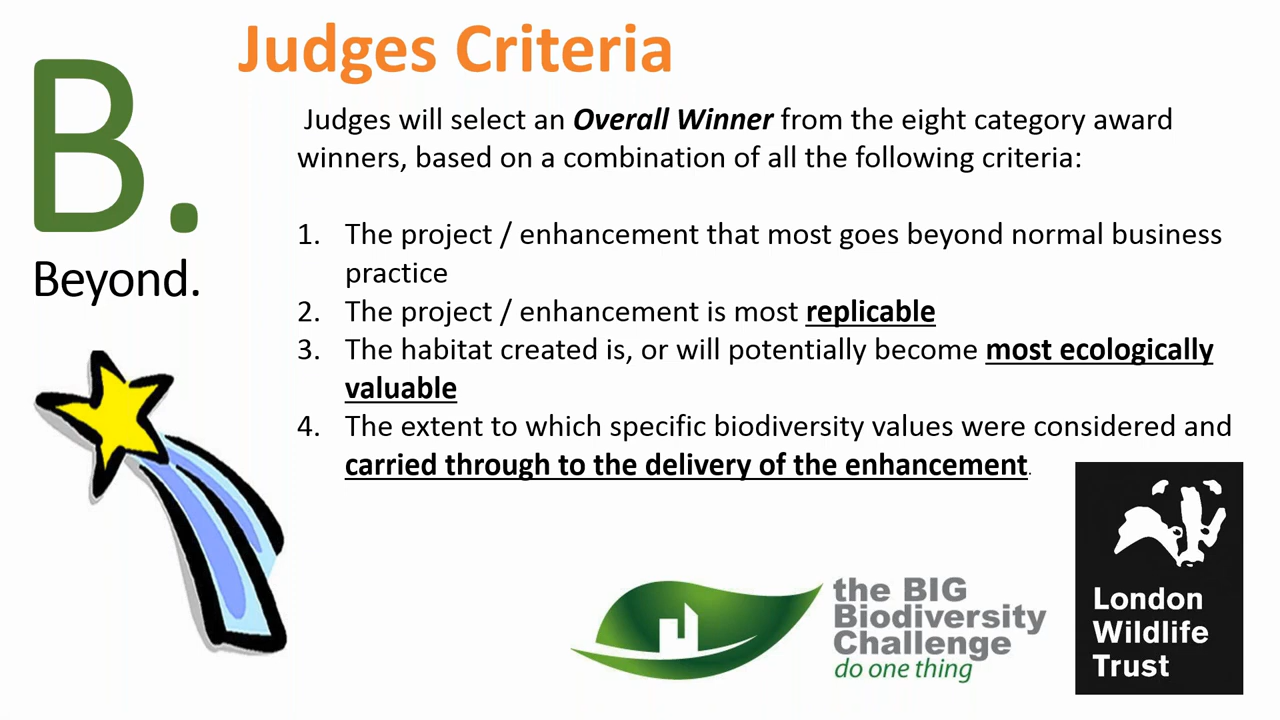 B.
Beyond.
Judges Criteria
Judges will select an Overall Winner from the eight category award
winners, based on a combination of all the following criteria:
1. The project / enhancement that most goes beyond normal business
practice
2. The project / enhancement is most replicable
3. The habitat created is, or will potentially become most ecologically
valuable
4. The extent to which specific biodiversity values were considered and
carried through to the delivery of the enhancement.
the BIG
Biodiversity
Challenge
do one thing
London
Wildlife
Trust